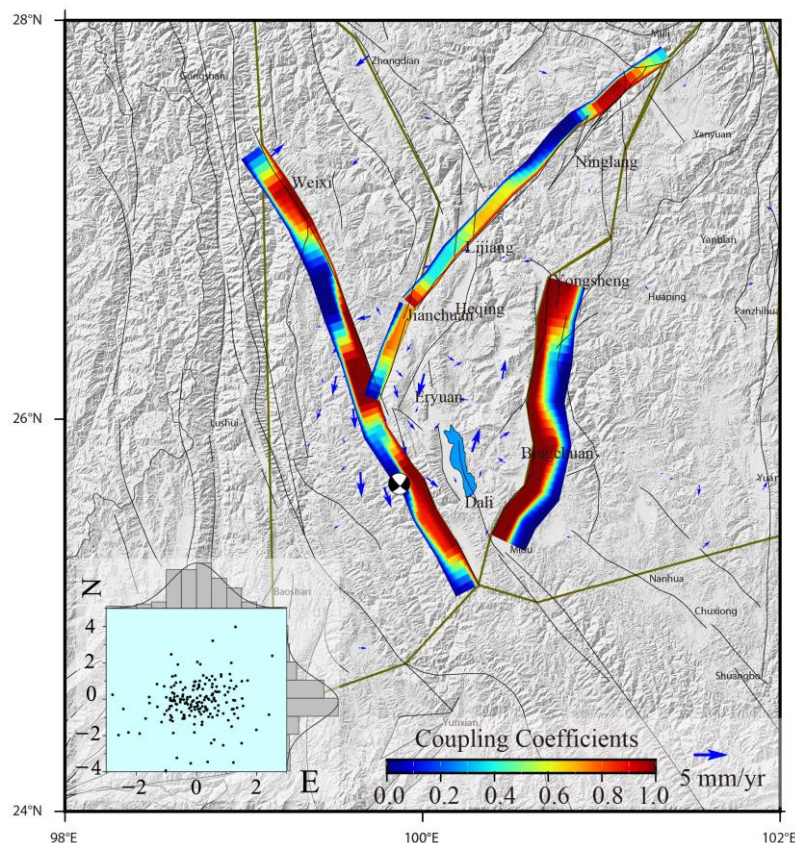 28°N
Muli
Zhongdian
Gongshan
Yanyuan
Ninglang
Weixi
Yanbian
Lijiang
Yongsheng
Huaping
Heqing
Panzhihua
Jianchuan
Eryuan
26°N
Lushui
Bingchuan
Yuan
Dali
Midu
Nanhua
Baoshan
Chuxiong
Shuangbo
N
4
2
0
−2
−4
−2 0 2
E
Yunxian
Coupling Coefficients
0.0 0.2 0.4 0.6 0.8 1.0
5 mm/yr
24°N
98°E 100°E 102°E